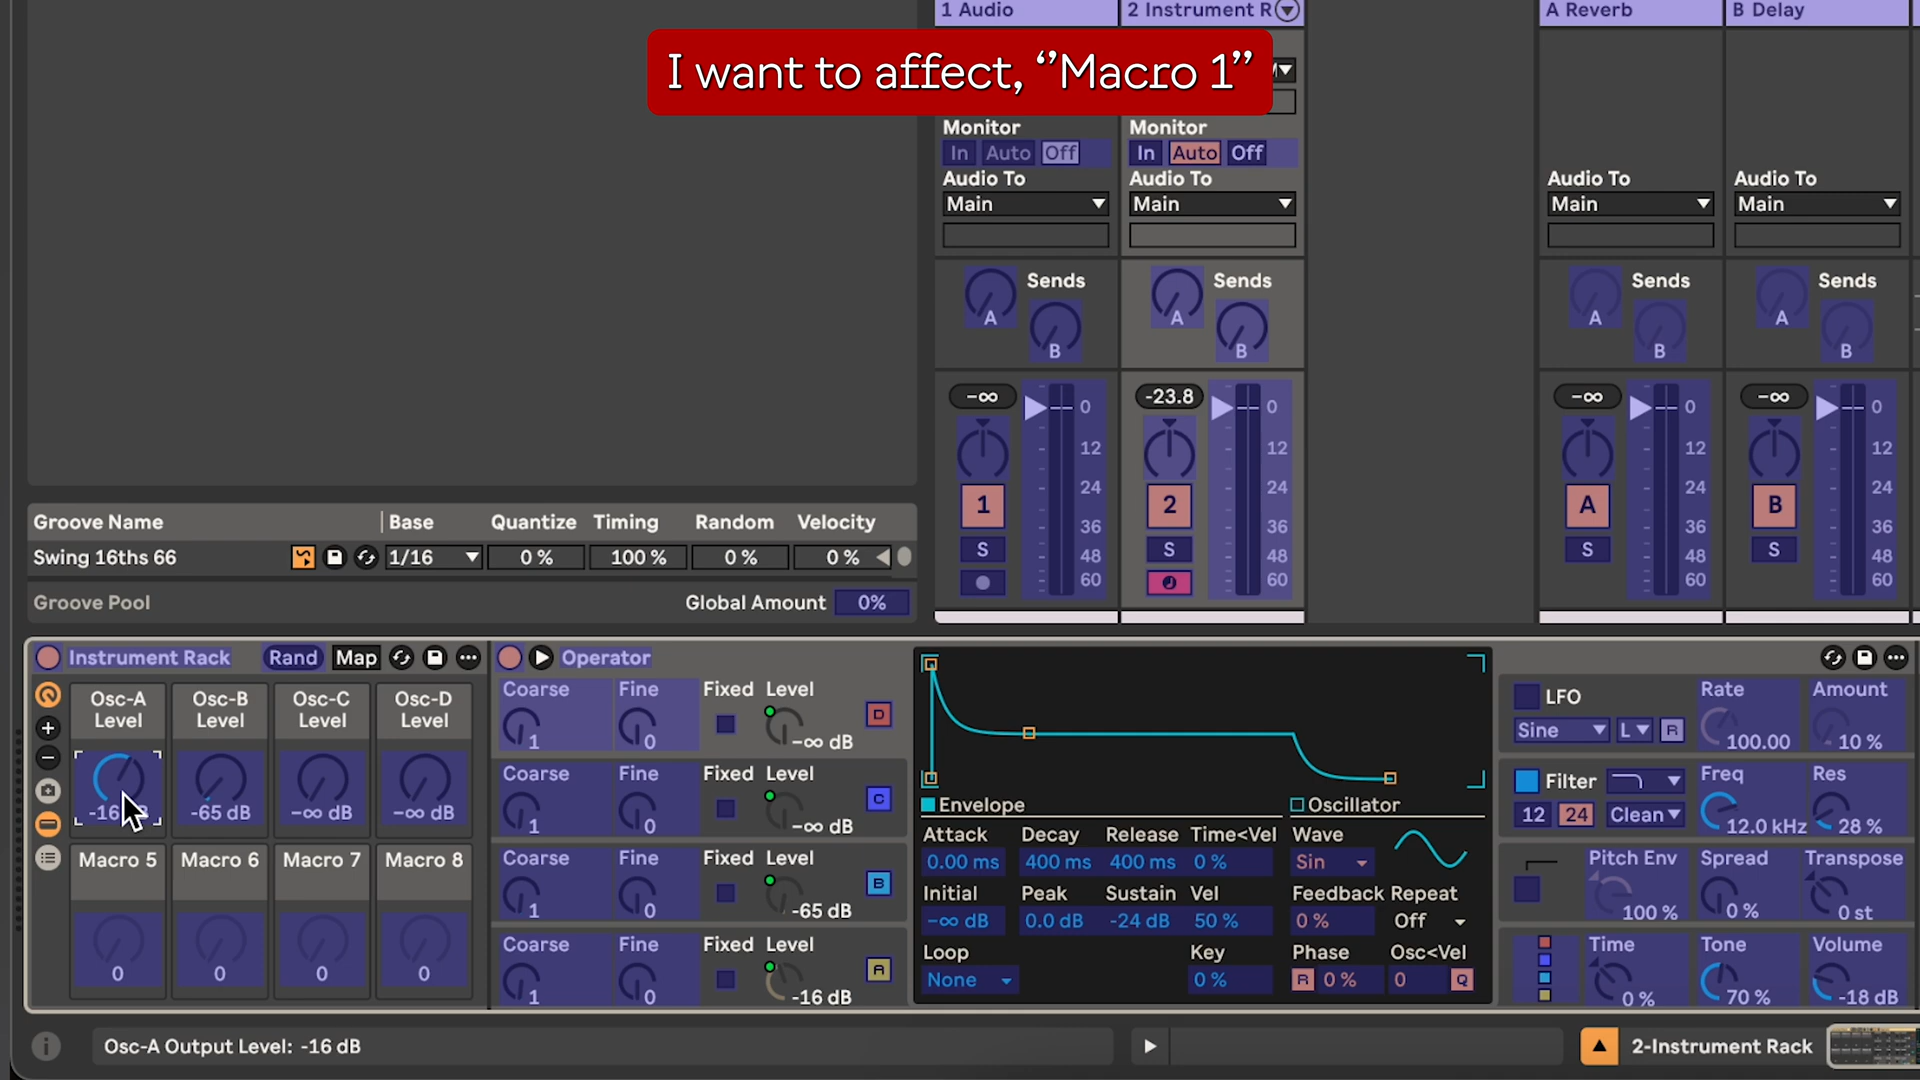 1 Audio
2 Instrument R
A Reverb
B Delay
I want to affect, “Macro 1”
Monitor
Monitor
In Auto Off
In Auto Off
Audio To
Audio To
Audio To
Audio To
Main
Main
Main
Main
Sends
Sends
Sends
Sends
A
A
A
A
B
B
B
B
-∞
-23.8
-∞
-∞
0
12
24
36
48
60
0
12
24
36
48
60
0
12
24
36
48
60
0
12
24
36
48
60
1
2
A
B
S
S
S
S
Groove Name
Base
Quantize
Timing
Random
Velocity
Swing 16ths 66
1/16
0 %
100 %
0 %
0 %
Groove Pool
Global Amount
0%
Instrument Rack
Rand
Map
Osc-A
Level
Osc-B
Level
Osc-C
Level
Osc-D
Level
-65 dB
-∞ dB
-∞ dB
Macro 5
Macro 6
Macro 7
Macro 8
0
0
0
0
Operator
Coarse
Fine
Fixed
Level
1
0
-∞ dB
D
Coarse
Fine
Fixed
Level
1
0
-∞ dB
C
Coarse
Fine
Fixed
Level
1
0
-65 dB
B
Coarse
Fine
Fixed
Level
1
0
-16 dB
A
Envelope
Oscillator
Attack
Decay
Release
Time<Vel
Wave
0.00 ms
400 ms
400 ms
0 %
Sin
Initial
Peak
Sustain
Vel
Feedback
Repeat
-∞ dB
0.0 dB
-24 dB
50 %
0 %
Off
Loop
Key
Phase
Osc<Vel
None
0 %
R
0 %
0
Q
LFO
Rate
Amount
Sine
L
R
100.00
10 %
Filter
Freq
Res
12
24
Clean
12.0 kHz
28 %
Pitch Env
Spread
Transpose
100 %
0 %
0 st
Time
Tone
Volume
0 %
70 %
-18 dB
Osc-A Output Level: -16 dB
2-Instrument Rack